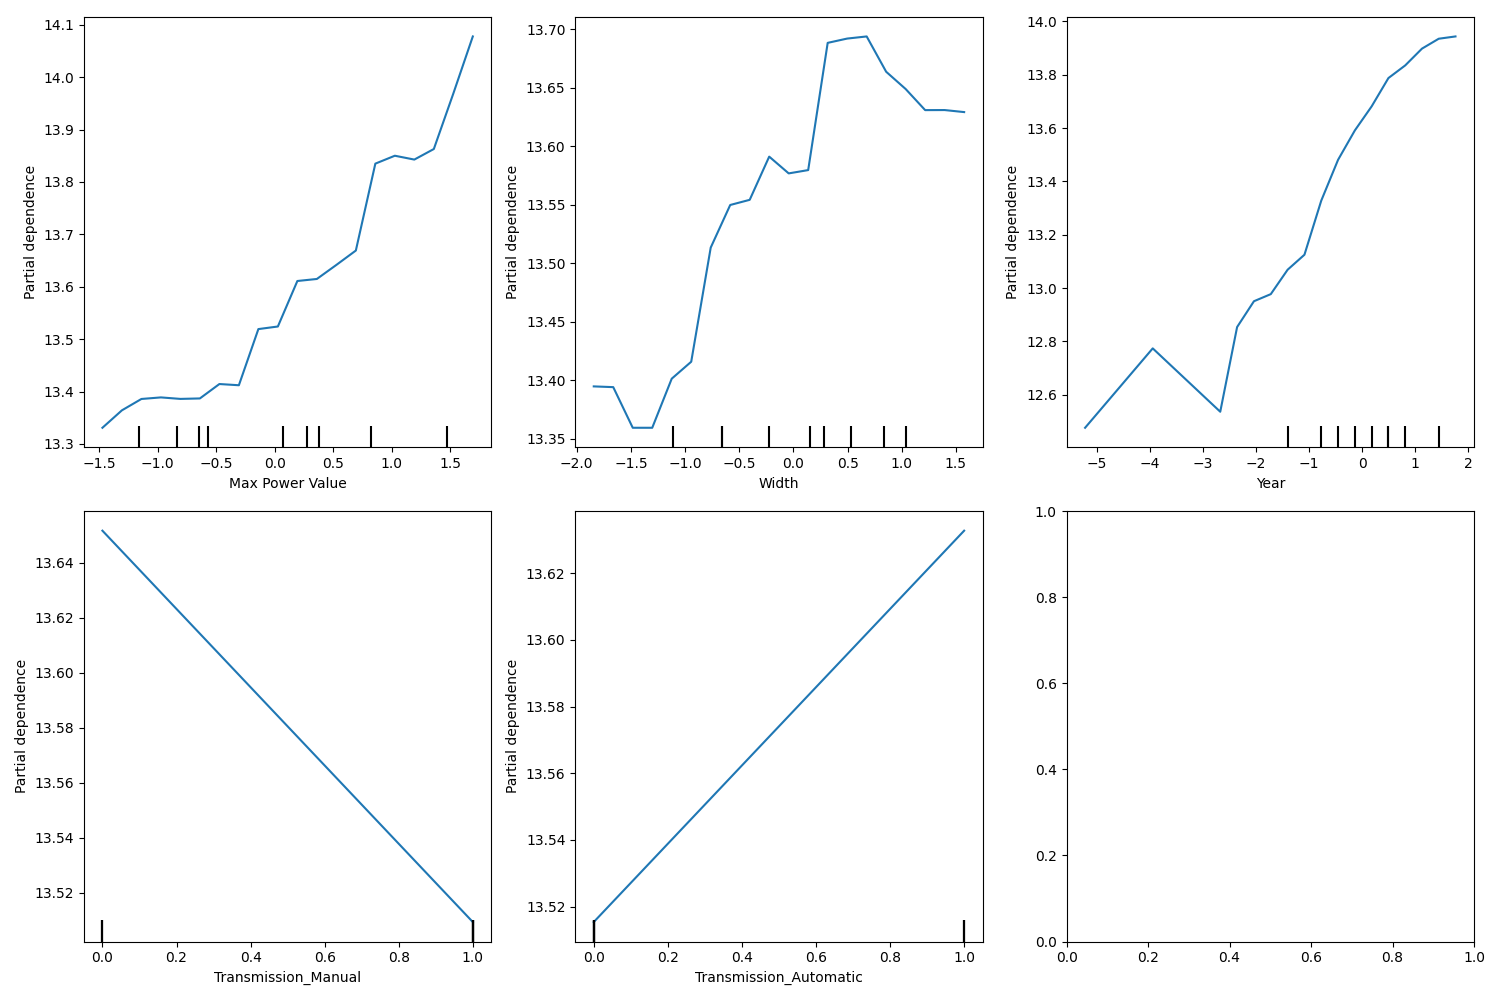 14.1
14.0
13.9
13.8
13.7
13.6
13.5
13.4
13.3
Partial dependence
−1.5 −1.0 −0.5 0.0 0.5 1.0 1.5
Max Power Value
13.70
13.65
13.60
13.55
13.50
13.45
13.40
13.35
Partial dependence
−2.0 −1.5 −1.0 −0.5 0.0 0.5 1.0 1.5
Width
14.0
13.8
13.6
13.4
13.2
13.0
12.8
12.6
Partial dependence
−5 −4 −3 −2 −1 0 1 2
Year
13.64
13.62
13.60
13.58
13.56
13.54
13.52
Partial dependence
0.0 0.2 0.4 0.6 0.8 1.0
Transmission_Manual
13.62
13.60
13.58
13.56
13.54
13.52
Partial dependence
0.0 0.2 0.4 0.6 0.8 1.0
Transmission_Automatic
1.0
0.8
0.6
0.4
0.2
0.0
0.0 0.2 0.4 0.6 0.8 1.0